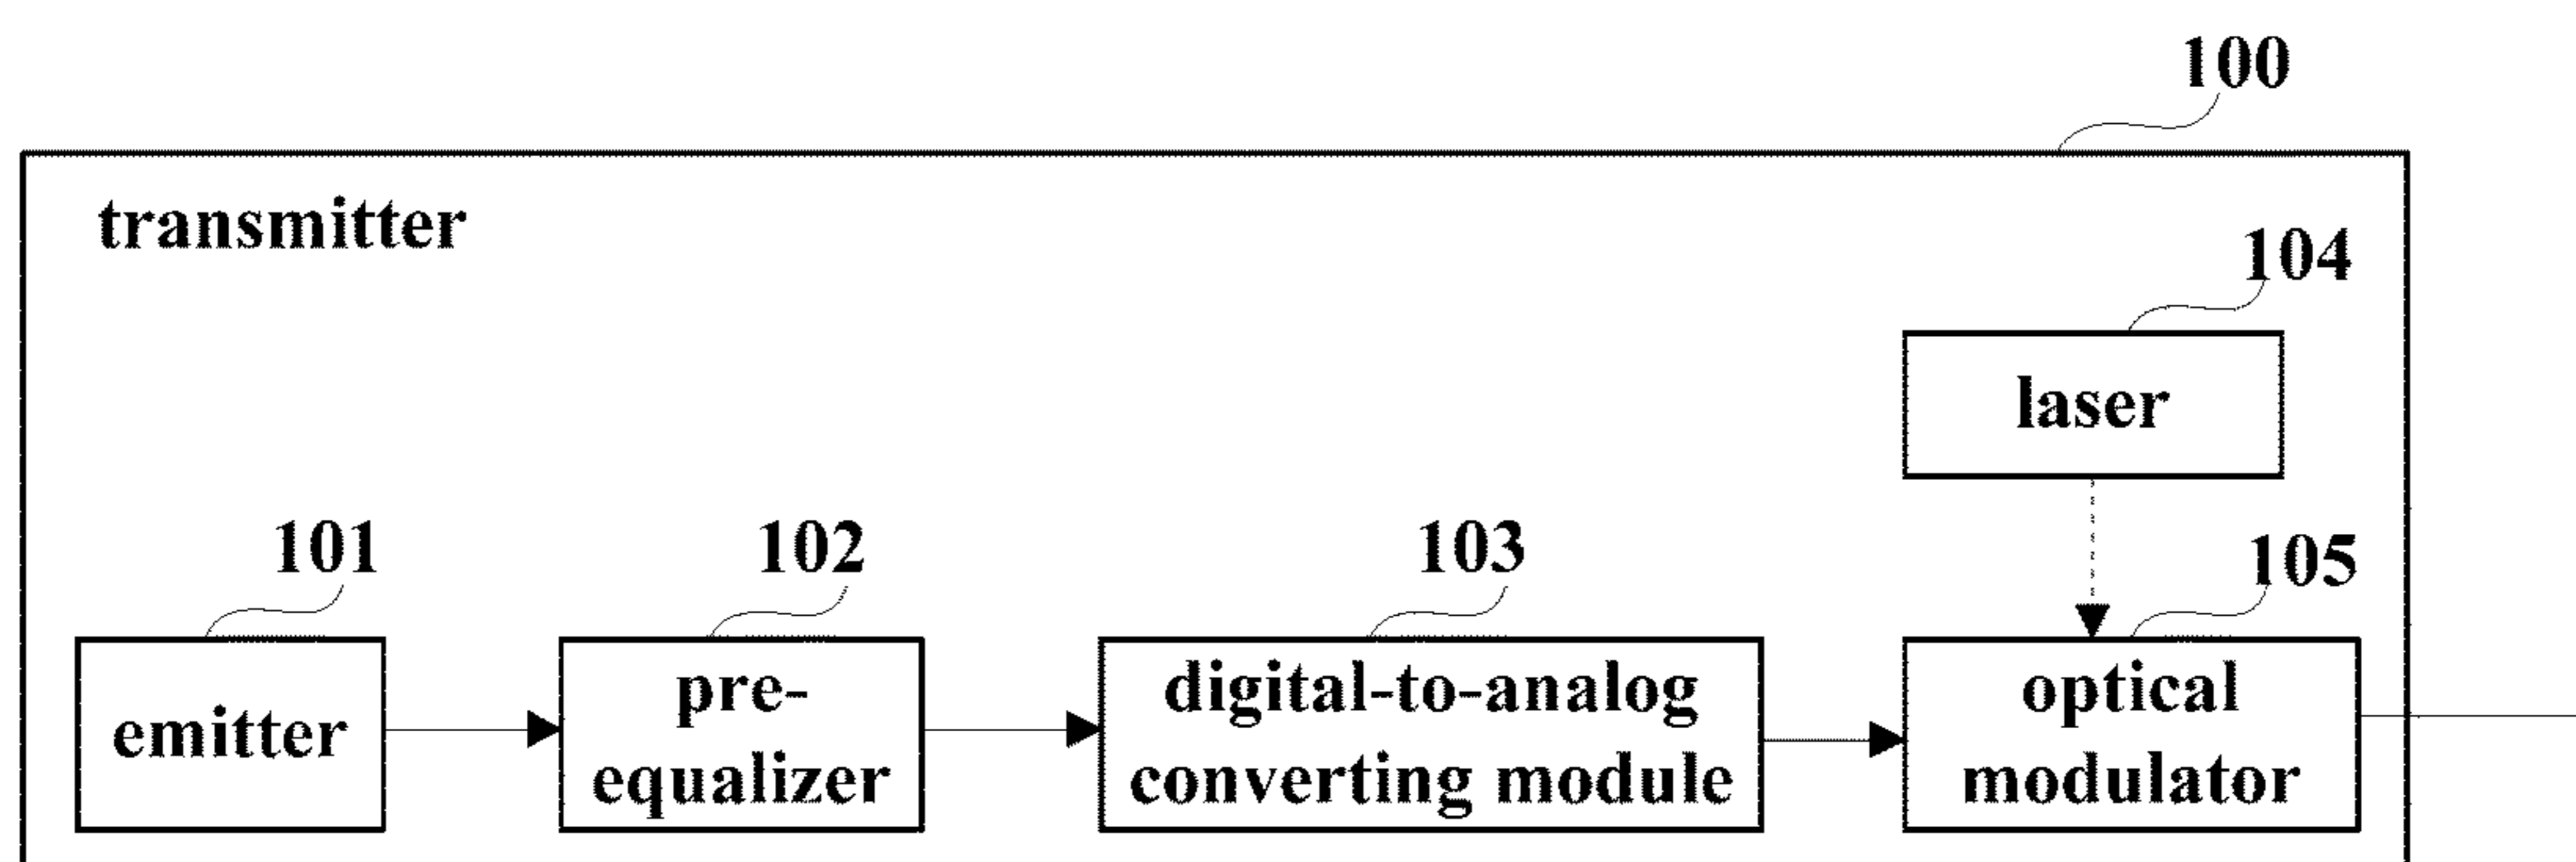 100
transmitter
104
laser
101
102
103
105
emitter
pre-
equalizer
digital-to-analog
converting module
optical
modulator